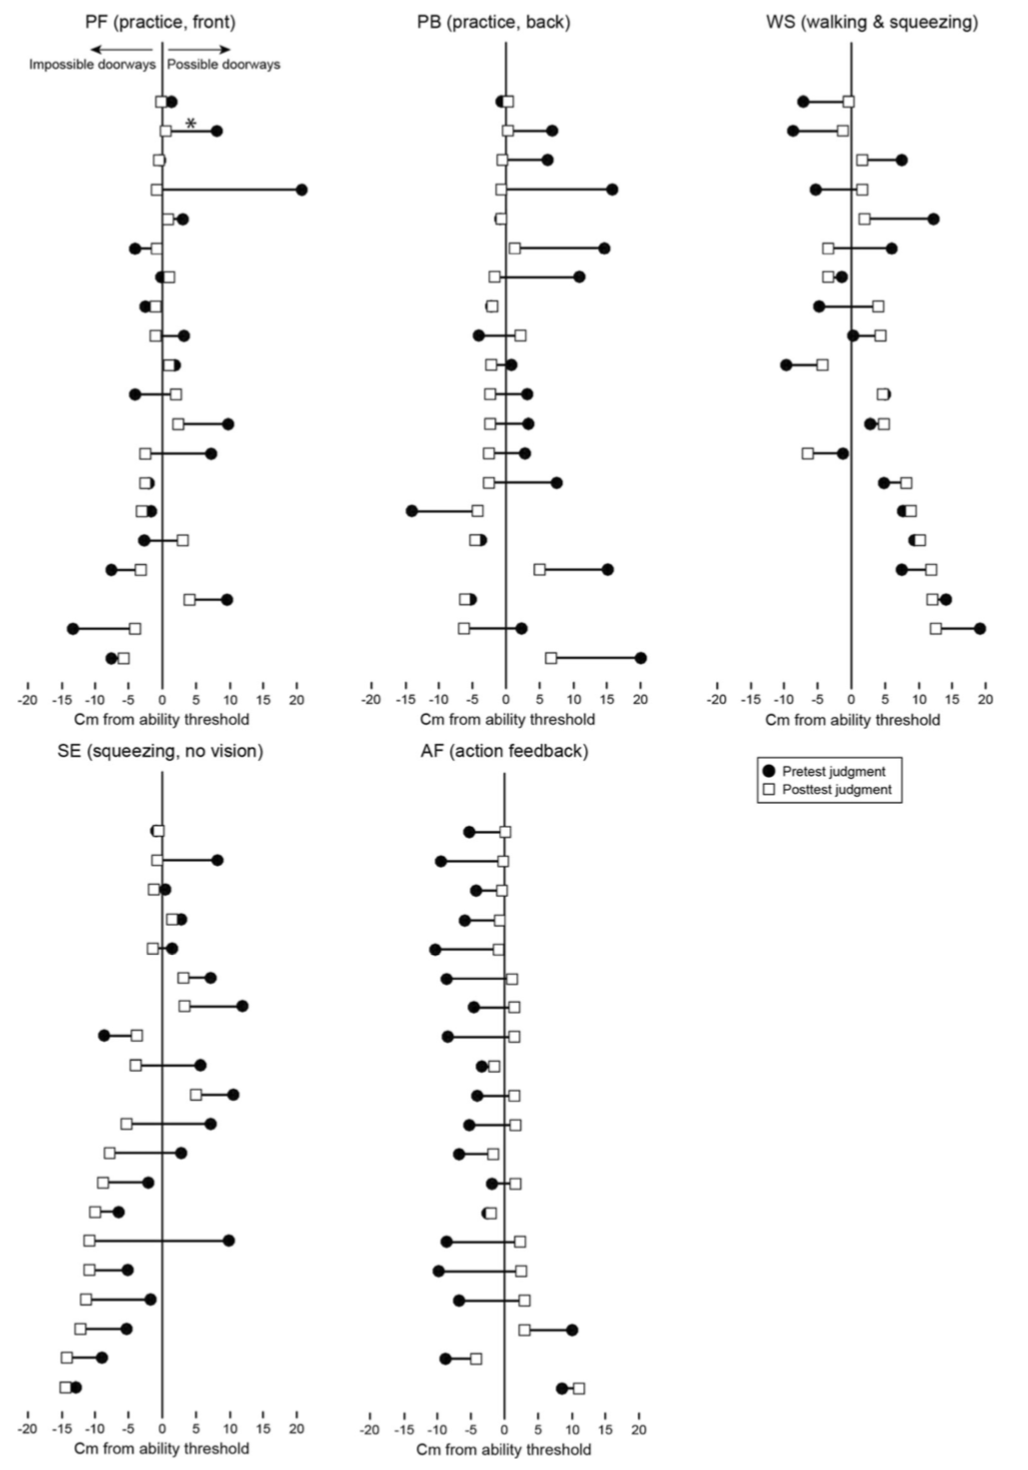 PF (practice, front)
PB (practice, back)
WS (walking & squeezing)
Impossible doorways
Possible doorways
*
-20 -15 -10 -5 0 5 10 15 20
-20 -15 -10 -5 0 5 10 15 20
-20 -15 -10 -5 0 5 10 15 20
Cm from ability threshold
Cm from ability threshold
Cm from ability threshold
SE (squeezing, no vision)
AF (action feedback)
Pretest judgment
Posttest judgment
-20 -15 -10 -5 0 5 10 15 20
-20 -15 -10 -5 0 5 10 15 20
Cm from ability threshold
Cm from ability threshold